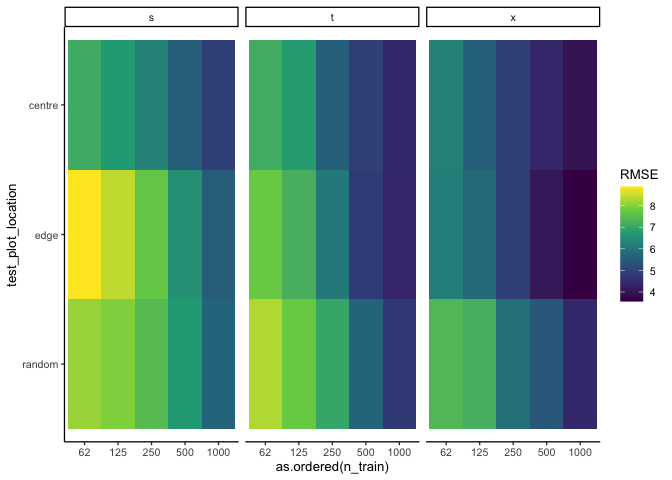 s t x
centre
edge
random
test_plot_location
62 125 250 500 1000 62 125 250 500 1000 62 125 250 500 1000
as.ordered(n_train)
RMSE
8
7
6
5
4